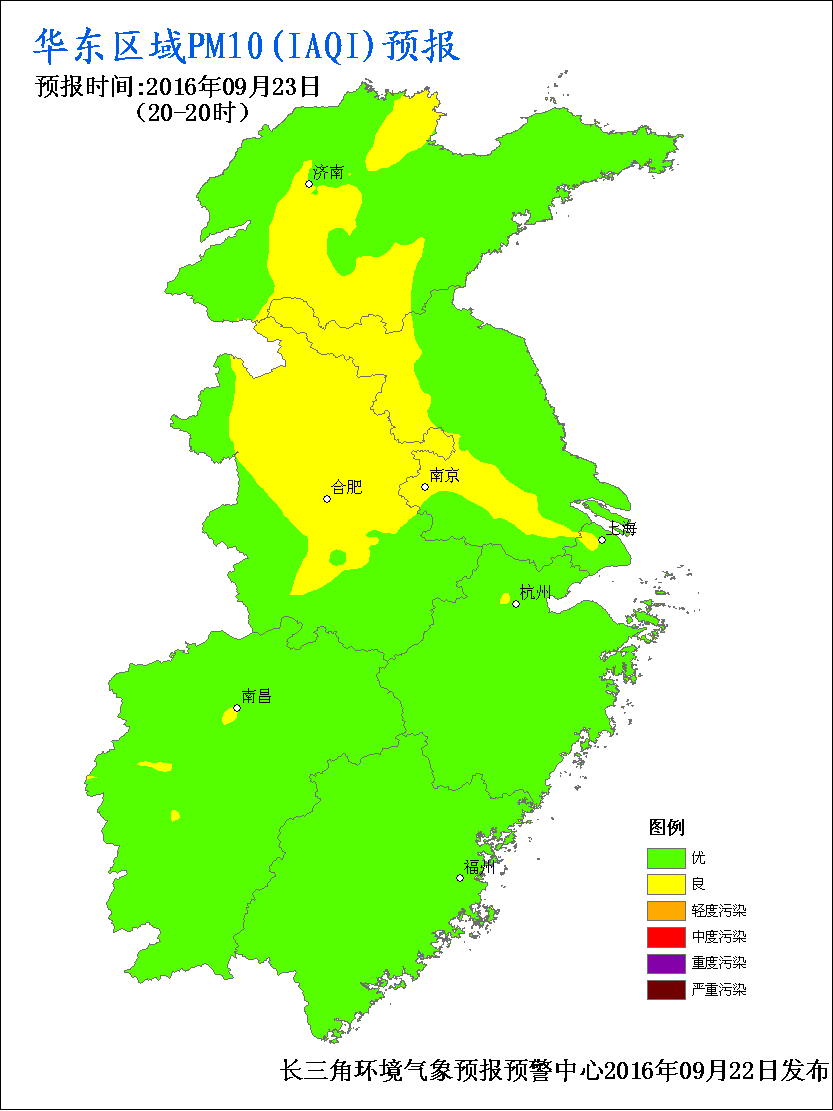 华东区域PM10(IAQI)预报
预报时间:2016年09月23日
（20-20时）
济南
南京
合肥
上海
杭州
南昌
福州
图例
优
良
轻度污染
中度污染
重度污染
严重污染
长三角环境气象预报预警中心2016年09月22日发布